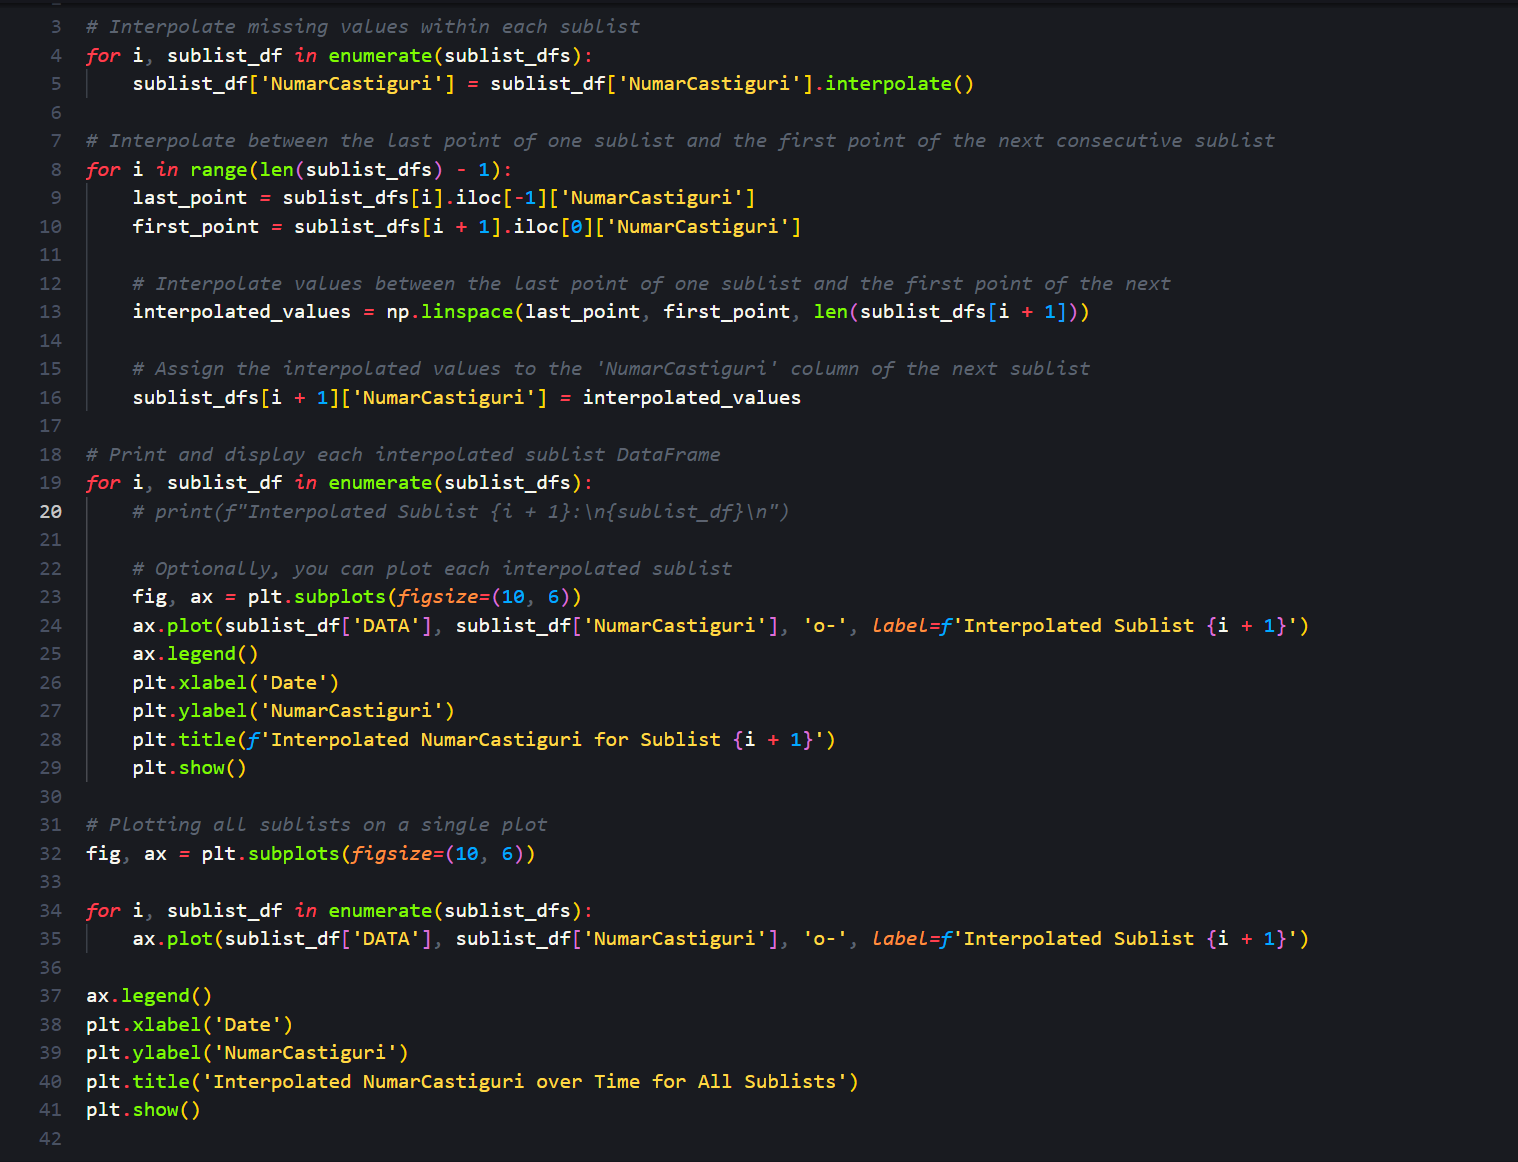 3 # Interpolate missing values within each sublist
4 for i, sublist_df in enumerate(sublist_dfs):
5     sublist_df['NumarCastiguri'] = sublist_df['NumarCastiguri'].interpolate()
6
7 # Interpolate between the last point of one sublist and the first point of the next consecutive sublist
8 for i in range(len(sublist_dfs) - 1):
9     last_point = sublist_dfs[i].iloc[-1]['NumarCastiguri']
10     first_point = sublist_dfs[i + 1].iloc[0]['NumarCastiguri']
11
12     # Interpolate values between the last point of one sublist and the first point of the next
13     interpolated_values = np.linspace(last_point, first_point, len(sublist_dfs[i + 1]))
14
15     # Assign the interpolated values to the 'NumarCastiguri' column of the next sublist
16     sublist_dfs[i + 1]['NumarCastiguri'] = interpolated_values
17
18 # Print and display each interpolated sublist DataFrame
19 for i, sublist_df in enumerate(sublist_dfs):
20     # print(f"Interpolated Sublist {i + 1}:\n{sublist_df}\n")
21
22     # Optionally, you can plot each interpolated sublist
23     fig, ax = plt.subplots(figsize=(10, 6))
24     ax.plot(sublist_df['DATA'], sublist_df['NumarCastiguri'], 'o-', label=f'Interpolated Sublist {i + 1}')
25     ax.legend()
26     plt.xlabel('Date')
27     plt.ylabel('NumarCastiguri')
28     plt.title(f'Interpolated NumarCastiguri for Sublist {i + 1}')
29     plt.show()
30
31 # Plotting all sublists on a single plot
32 fig, ax = plt.subplots(figsize=(10, 6))
33
34 for i, sublist_df in enumerate(sublist_dfs):
35     ax.plot(sublist_df['DATA'], sublist_df['NumarCastiguri'], 'o-', label=f'Interpolated Sublist {i + 1}')
36
37 ax.legend()
38 plt.xlabel('Date')
39 plt.ylabel('NumarCastiguri')
40 plt.title('Interpolated NumarCastiguri over Time for All Sublists')
41 plt.show()
42